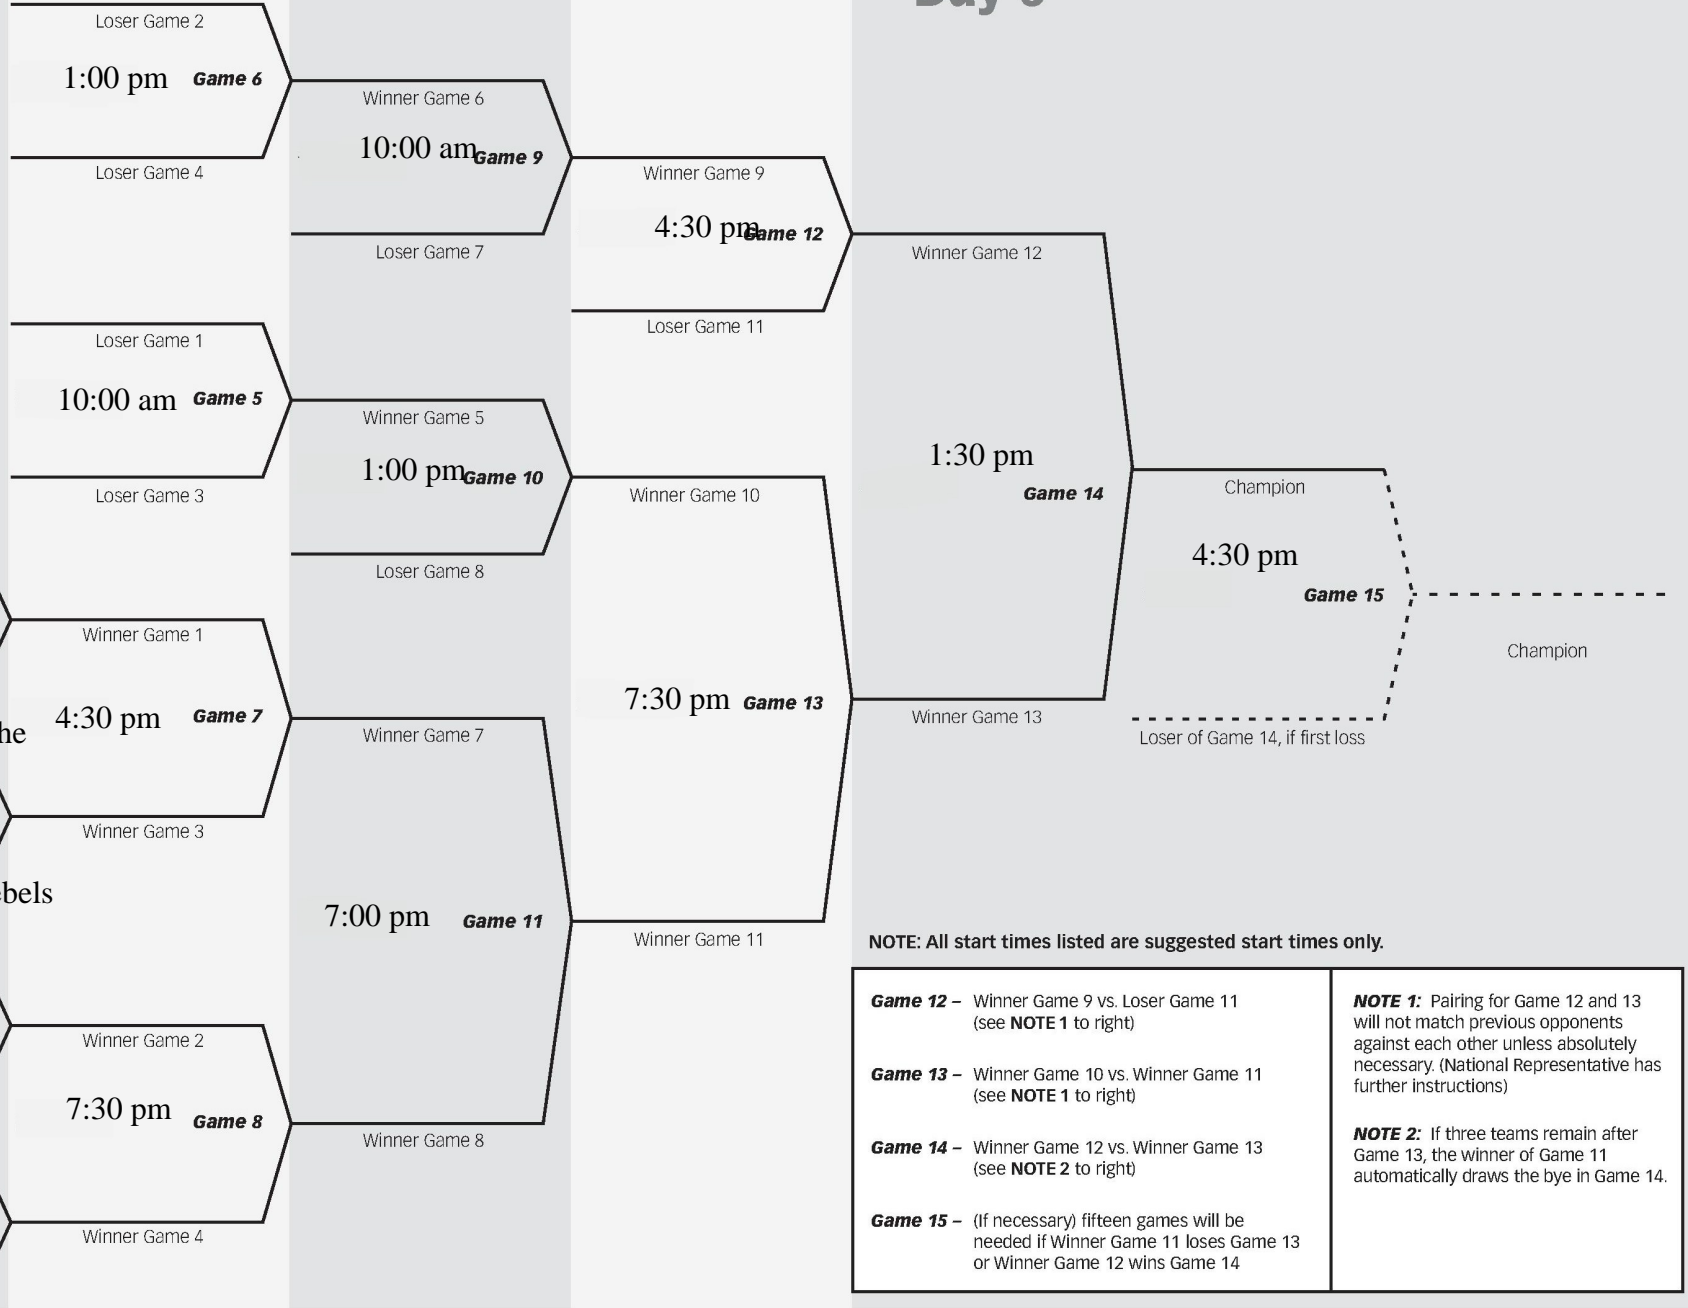 Loser Game 2
1:00 pm Game 6
Loser Game 4
Loser Game 1
10:00 am Game 5
Loser Game 3
Winner Game 1
4:30 pm Game 7
Winner Game 3
Winner Game 2
7:30 pm Game 8
Winner Game 4
he
ebels
Winner Game 6
10:00 am Game 9
Loser Game 7
Winner Game 5
1:00 pm Game 10
Loser Game 8
Winner Game 7
7:00 pm Game 11
Winner Game 8
Winner Game 9
4:30 pm Game 12
Loser Game 11
Winner Game 10
7:30 pm Game 13
Winner Game 11
Winner Game 12
1:30 pm
Game 14
Winner Game 13
Champion
4:30 pm
Game 15
Loser of Game 14, if first loss
Champion
NOTE: All start times listed are suggested start times only.
Game 12 – Winner Game 9 vs. Loser Game 11
(see NOTE 1 to right)
Game 13 – Winner Game 10 vs. Winner Game 11
(see NOTE 1 to right)
Game 14 – Winner Game 12 vs. Winner Game 13
(see NOTE 2 to right)
Game 15 – (If necessary) fifteen games will be
needed if Winner Game 11 loses Game 13
or Winner Game 12 wins Game 14
NOTE 1: Pairing for Game 12 and 13
will not match previous opponents
against each other unless absolutely
necessary. (National Representative has
further instructions)
NOTE 2: If three teams remain after
Game 13, the winner of Game 11
automatically draws the bye in Game 14.